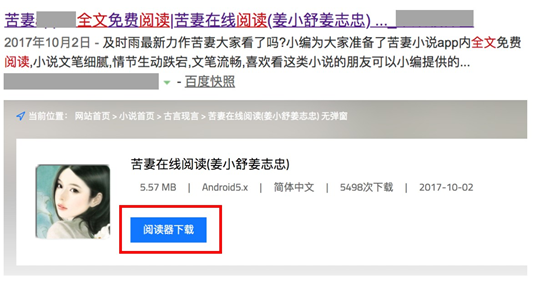 苦妻 全文免费阅读|苦妻在线阅读(姜小舒姜志忠) ..._
2017年10月2日 - 及时雨最新力作苦妻大家看了吗?小编为大家准备了苦妻小说app内全文免费
阅读,小说文笔细腻,情节生动跌宕,文笔流畅,喜欢看这类小说的朋友可以小编提供的...
- 百度快照
当前位置: 网站首页 > 小说首页 > 古言现言 > 苦妻在线阅读(姜小舒姜志忠) 无弹窗
苦妻在线阅读(姜小舒姜志忠)
5.57 MB | Android5.x | 简体中文 | 5498次下载 | 2017-10-02
阅读器下载